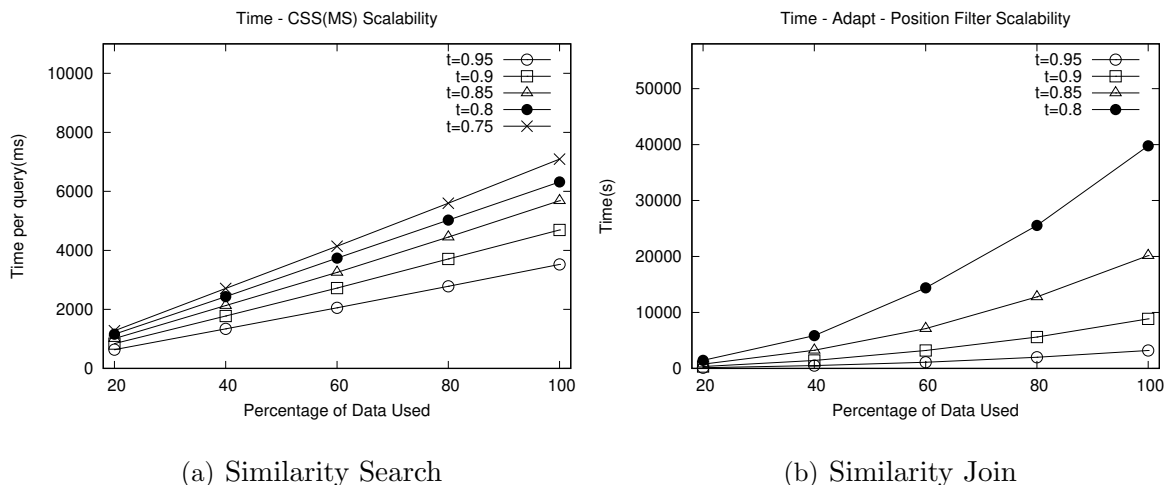 Time - CSS(MS) Scalability
Time per query(ms)
10000
8000
6000
4000
2000
0
t=0.95
t=0.9
t=0.85
t=0.8
t=0.75
20 40 60 80 100
Percentage of Data Used
(a) Similarity Search
Time - Adapt - Position Filter Scalability
Time(s)
50000
40000
30000
20000
10000
0
t=0.95
t=0.9
t=0.85
t=0.8
20 40 60 80 100
Percentage of Data Used
(b) Similarity Join